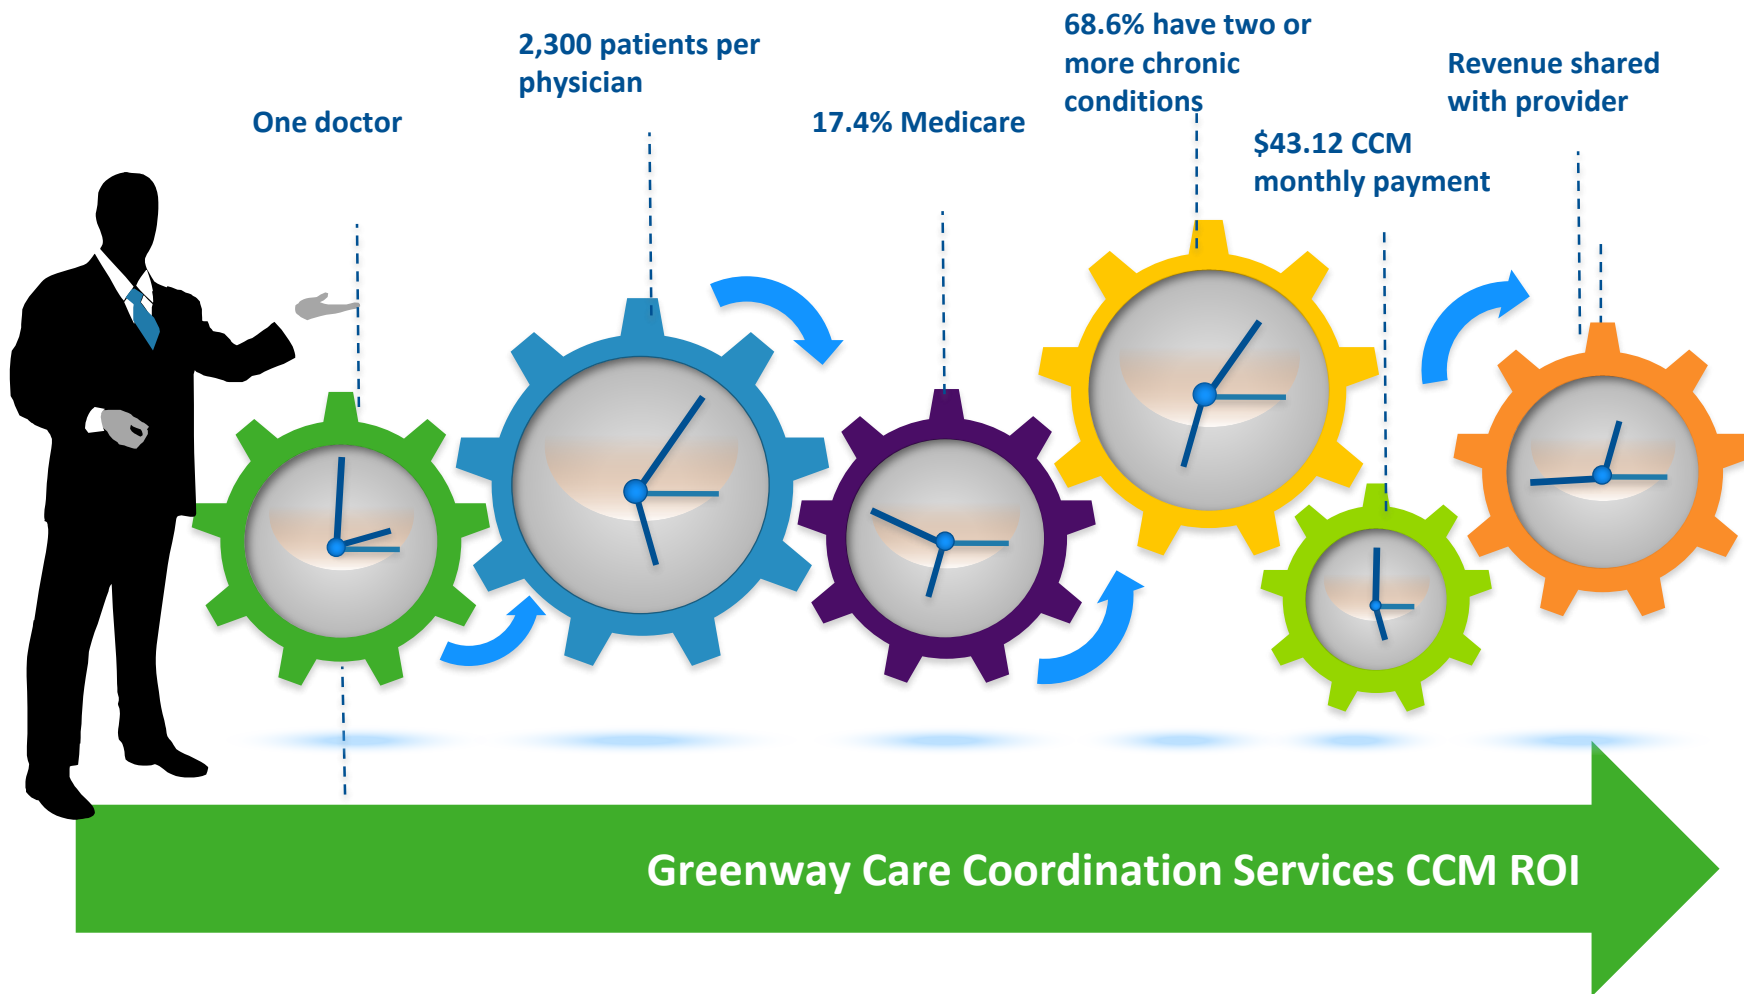 One doctor
2,300 patients per
physician
17.4% Medicare
68.6% have two or
more chronic
conditions
$43.12 CCM
monthly payment
Revenue shared
with provider
Greenway Care Coordination Services CCM ROI